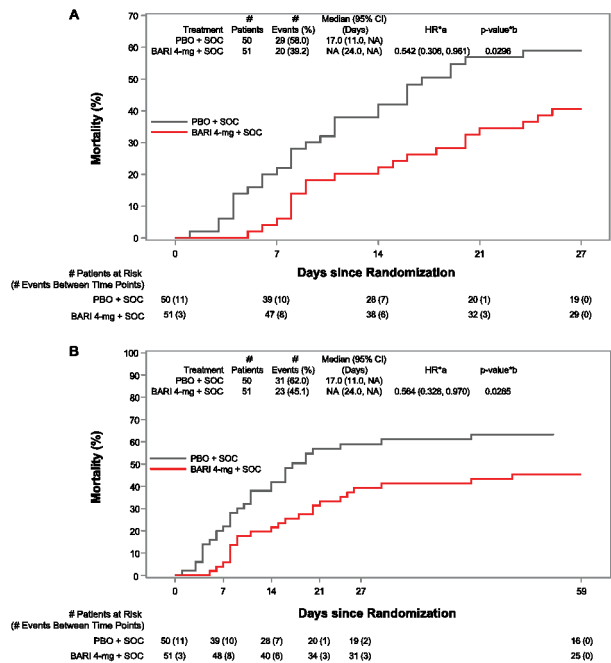 A
# # Median (95% CI)
Treatment Patients Events (%) (Days) HR*a p-value*b
PBO + SOC 50 29 (58.0) 17.0 (11.0, NA)
BARI 4-mg + SOC 51 20 (39.2) NA (24.0, NA) 0.542 (0.306, 0.961) 0.0296
70
60
50
40
30
20
10
0
Mortality (%)
PBO + SOC
BARI 4-mg + SOC
0 7 14 21 27
# Patients at Risk
Days since Randomization
(# Events Between Time Points)
PBO + SOC 50 (11) 39 (10) 28 (7) 20 (1) 19 (0)
BARI 4-mg + SOC 51 (3) 47 (8) 38 (6) 32 (3) 29 (0)
B
# # Median (95% CI)
Treatment Patients Events (%) (Days) HR*a p-value*b
PBO + SOC 50 31 (62.0) 17.0 (11.0, NA)
BARI 4-mg + SOC 51 23 (45.1) NA (24.0, NA) 0.564 (0.328, 0.970) 0.0285
100
90
80
70
60
50
40
30
20
10
0
Mortality (%)
PBO + SOC
BARI 4-mg + SOC
0 7 14 21 27 59
# Patients at Risk
Days since Randomization
(# Events Between Time Points)
PBO + SOC 50 (11) 39 (10) 28 (7) 20 (1) 19 (2) 16 (0)
BARI 4-mg + SOC 51 (3) 48 (8) 40 (6) 34 (3) 31 (3) 25 (0)